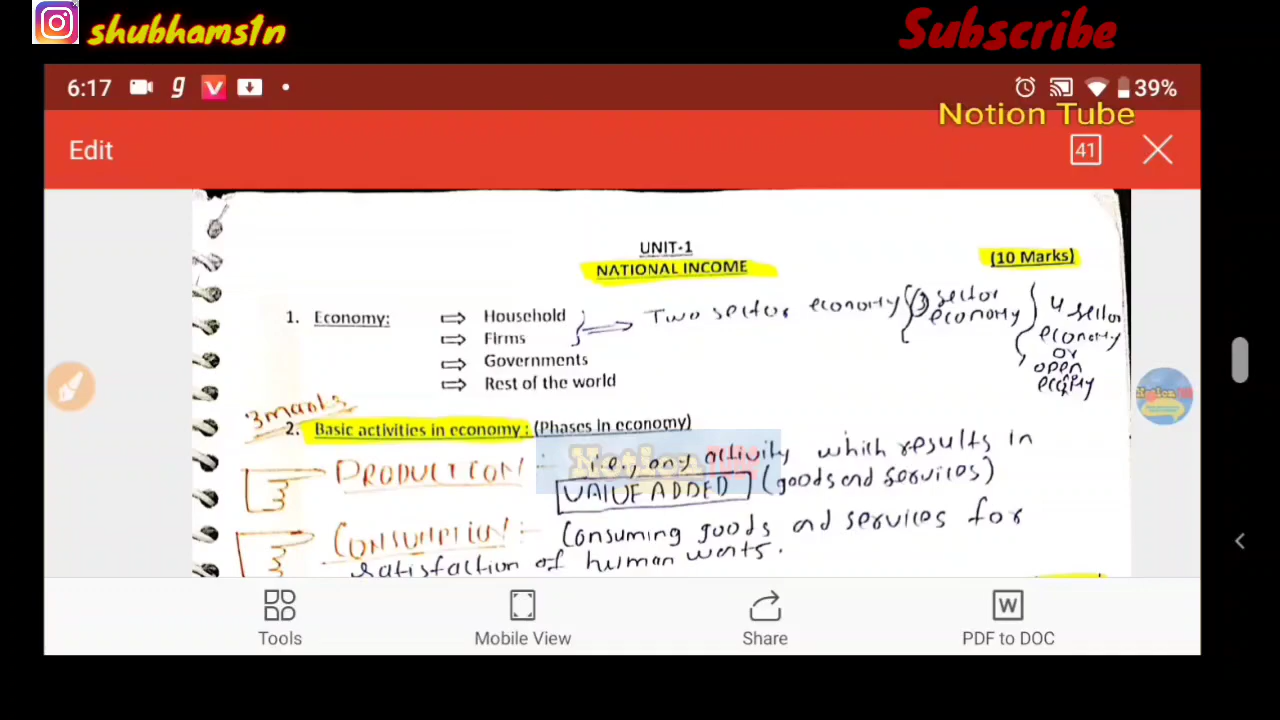 shubhams1n
Subscribe
6:17
39%
Notion Tube
Edit
41
UNIT-1
NATIONAL INCOME
(10 Marks)
1. Economy:
⇨ Household
⇨ Firms
⇨ Governments
⇨ Rest of the world
Two sector economy
3 sector
economy
4 sector
economy
or
open
3 marks
2. Basic activities in economy : (Phases in economy)
PRODUCTION :- i.e., any activity which results in
VALUE ADDED (goods and services)
CONSUMPTION :- Consuming goods and services for
satisfaction of human wants.
Tools
Mobile View
Share
W
PDF to DOC